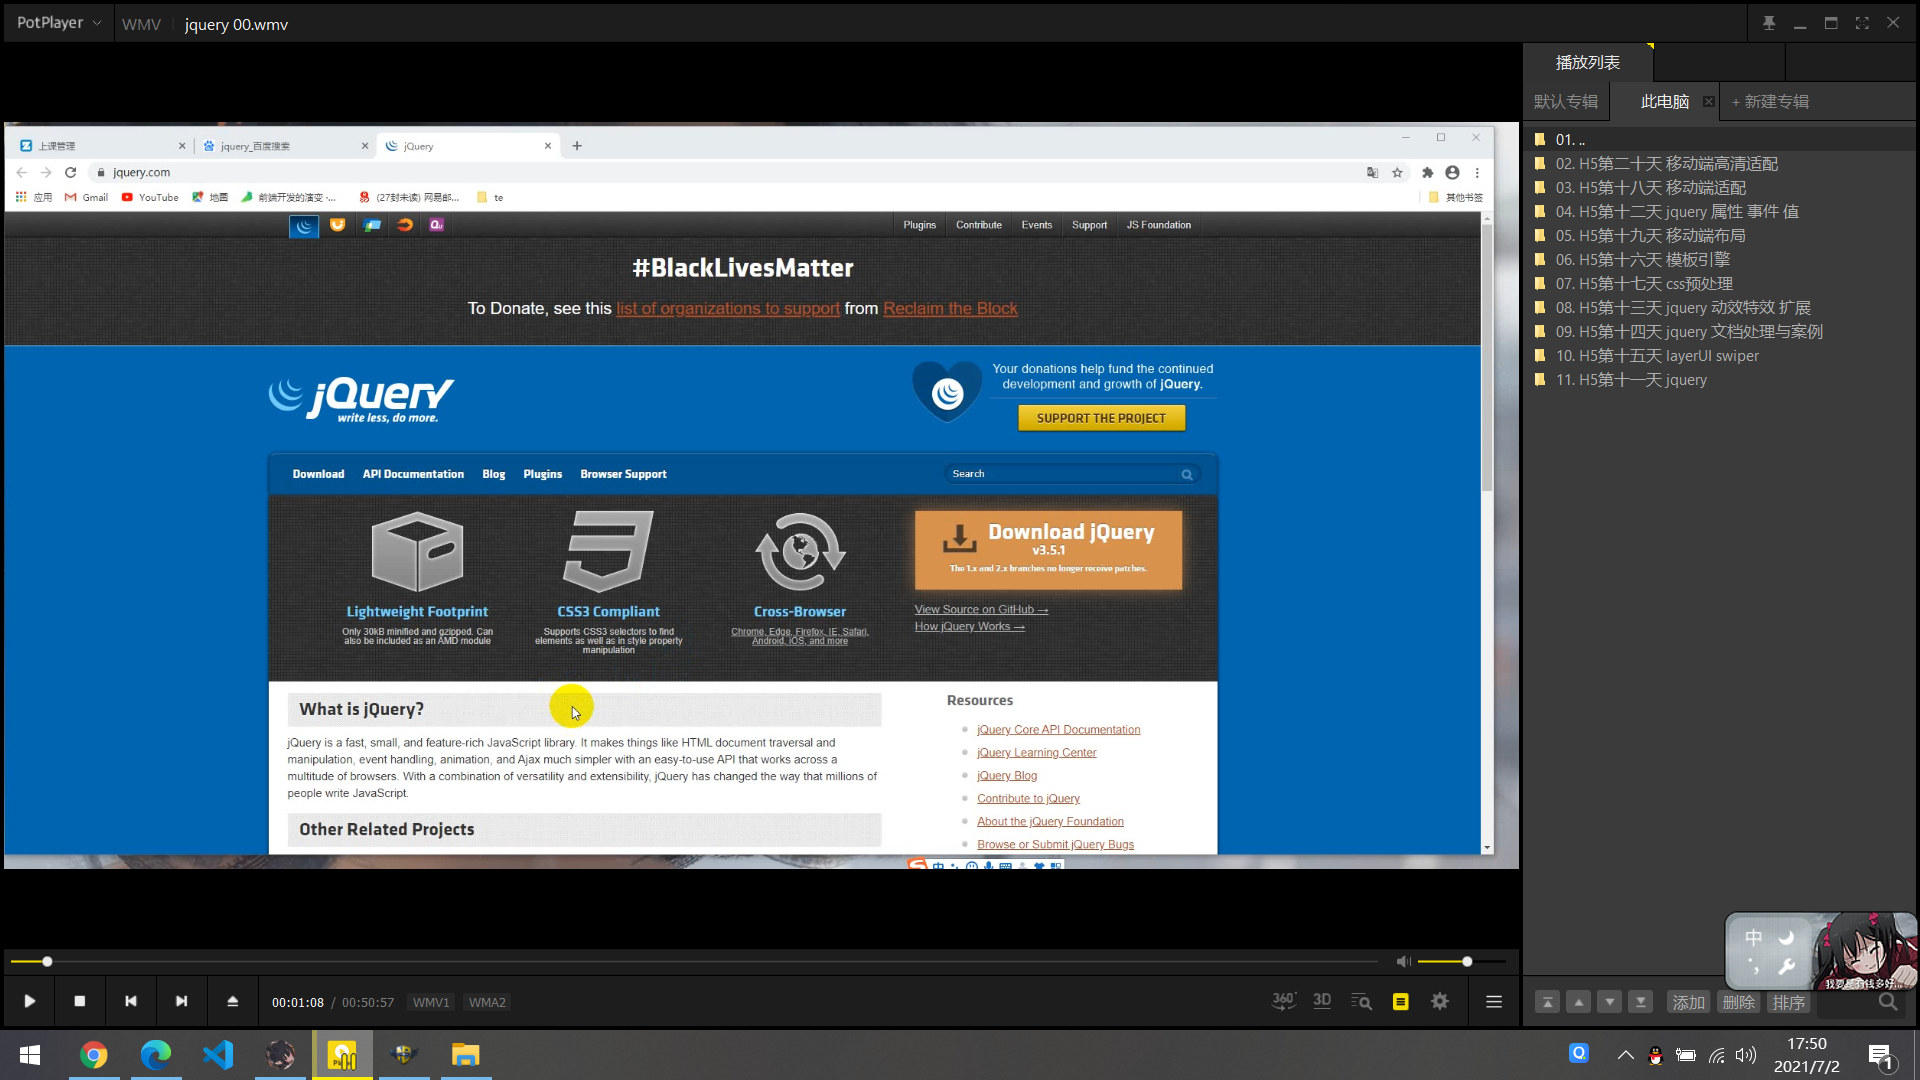 PotPlayer WMV jquery 00.wmv
播放列表
默认专辑 此电脑 + 新建专辑
01. ..
02. H5第二十天 移动端高清适配
03. H5第十八天 移动端适配
04. H5第十二天 jquery 属性 事件 值
05. H5第十九天 移动端布局
06. H5第十六天 模板引擎
07. H5第十七天 css预处理
08. H5第十三天 jquery 动效特效 扩展
09. H5第十四天 jquery 文档处理与案例
10. H5第十五天 layerUI swiper
11. H5第十一天 jquery
上课管理 jquery_百度搜索 jQuery
jquery.com
应用 Gmail YouTube 地图 前端开发的演变 -... (27封未读) 网易邮... te 其他书签
Plugins Contribute Events Support JS Foundation
#BlackLivesMatter
To Donate, see this list of organizations to support from Reclaim the Block
jQuery
write less, do more.
Your donations help fund the continued
development and growth of jQuery.
SUPPORT THE PROJECT
Download API Documentation Blog Plugins Browser Support Search
Lightweight Footprint
Only 30kB minified and gzipped. Can
also be included as an AMD module
CSS3 Compliant
Supports CSS3 selectors to find
elements as well as in style property
manipulation
Cross-Browser
Chrome, Edge, Firefox, IE, Safari,
Android, iOS, and more
Download jQuery
v3.5.1
The 1.x and 2.x branches no longer receive patches.
View Source on GitHub →
How jQuery Works →
What is jQuery?
jQuery is a fast, small, and feature-rich JavaScript library. It makes things like HTML document traversal and
manipulation, event handling, animation, and Ajax much simpler with an easy-to-use API that works across a
multitude of browsers. With a combination of versatility and extensibility, jQuery has changed the way that millions of
people write JavaScript.
Other Related Projects
Resources
jQuery Core API Documentation
jQuery Learning Center
jQuery Blog
Contribute to jQuery
About the jQuery Foundation
Browse or Submit jQuery Bugs
中
00:01:08 / 00:50:57 WMV1 WMA2
360° 3D
添加 删除 排序
17:50
2021/7/2
1